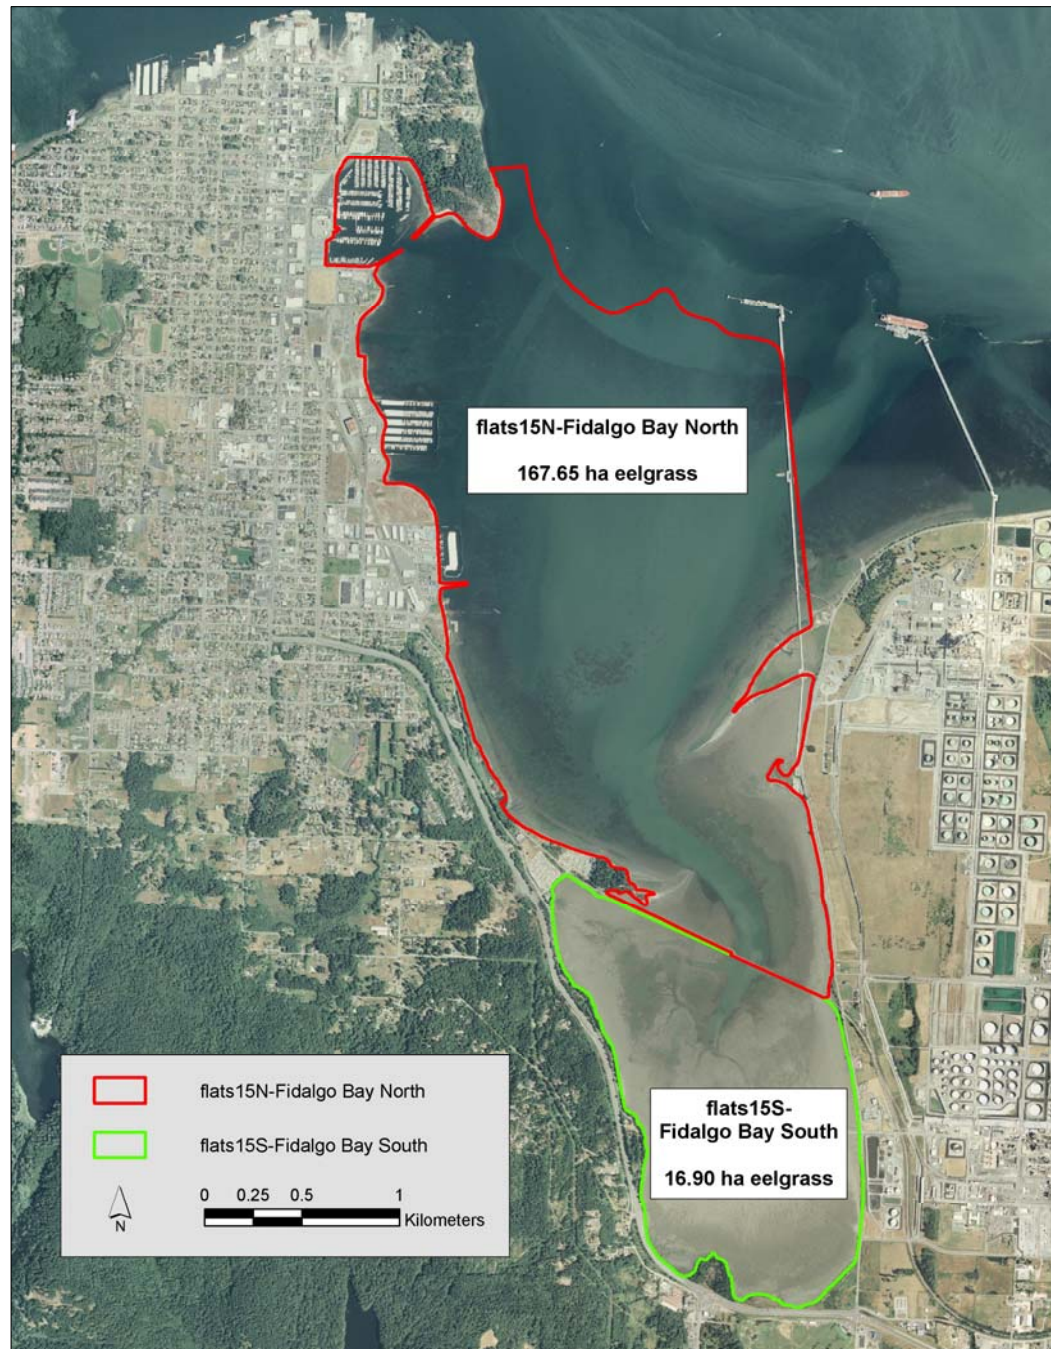 flats15N-Fidalgo Bay North
167.65 ha eelgrass
flats15S-
Fidalgo Bay South
16.90 ha eelgrass
flats15N-Fidalgo Bay North
flats15S-Fidalgo Bay South
N
0 0.25 0.5 1
Kilometers